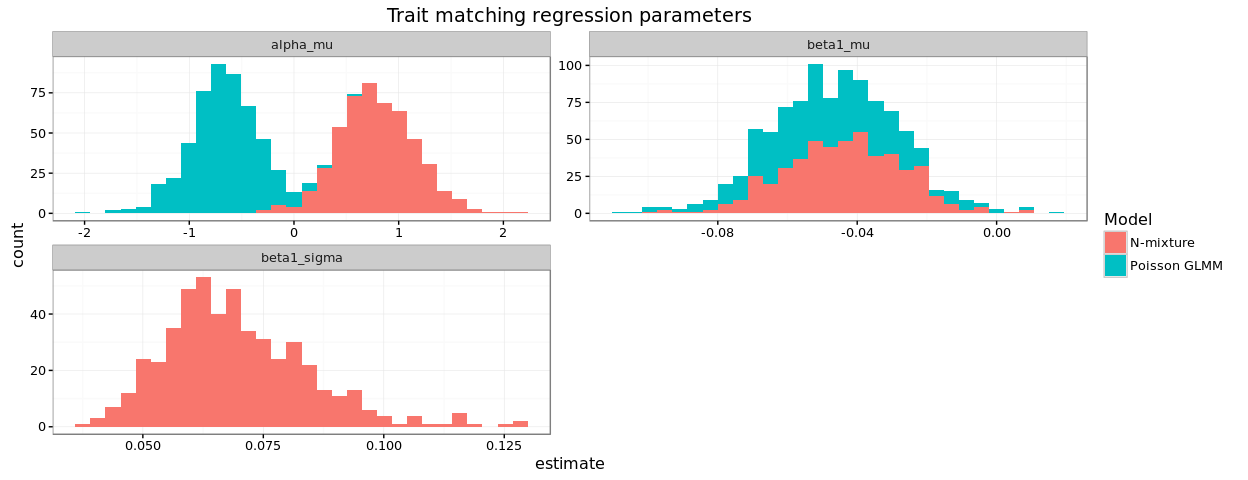 Trait matching regression parameters
alpha_mu
beta1_mu
75
50
25
0
-2
-1
0
1
2
100
75
50
25
0
-0.08
-0.04
0.00
beta1_sigma
40
20
0
0.050
0.075
0.100
0.125
count
estimate
Model
N-mixture
Poisson GLMM